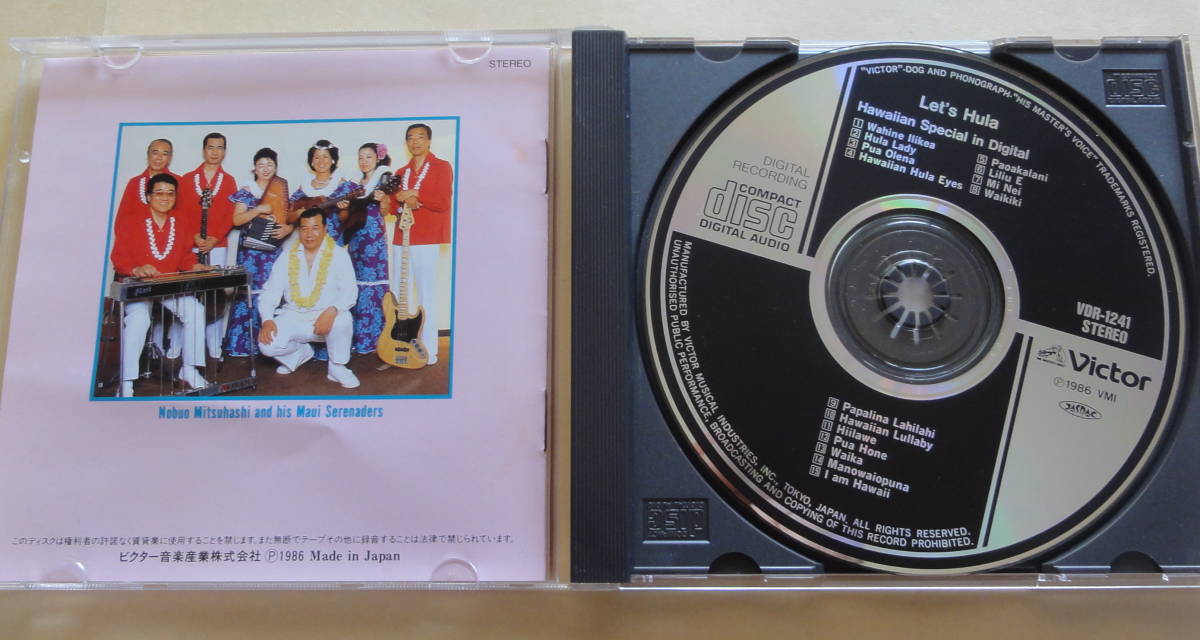 STEREO
Nobuo Mitsuhashi and his Maui Serenaders
このディスクは権利者の許諾なく賃貸業に使用することを禁じます。また無断でテープその他に録音することは法律で禁じられています。
ビクター音楽産業株式会社 Ⓟ1986 Made in Japan
"VICTOR"-DOG AND PHONOGRAPH-"HIS MASTER'S VOICE" TRADEMARKS REGISTERED.
Let's Hula
Hawaiian Special in Digital
1 Wahine Ilikea
2 Hula Lady
3 Pua Olena
4 Hawaiian Hula Eyes
5 Paoakalani
6 Liliu E
7 Mi Nei
8 Waikiki
DIGITAL
RECORDING
COMPACT
disc
DIGITAL AUDIO
VDR-1241
STEREO
Victor
Ⓟ1986 VMI
JASRAC
9 Papalina Lahilahi
10 Hawaiian Lullaby
11 Hiilawe
12 Pua Hone
13 Waika
14 Manowaiopuna
15 I am Hawaii
MANUFACTURED BY VICTOR MUSICAL INDUSTRIES, INC., TOKYO, JAPAN. ALL RIGHTS RESERVED.
UNAUTHORISED PUBLIC PERFORMANCE, BROADCASTING AND COPYING OF THIS RECORD PROHIBITED.
COMPACT
disc
disc